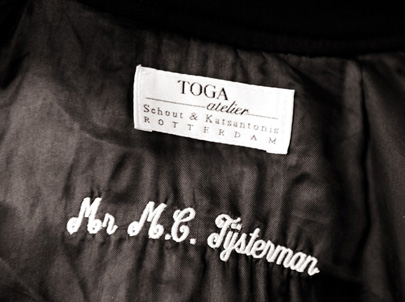 TOGA
atelier
Schout & Katsantonis
ROTTERDAM
Mr M.C. Tijsterman